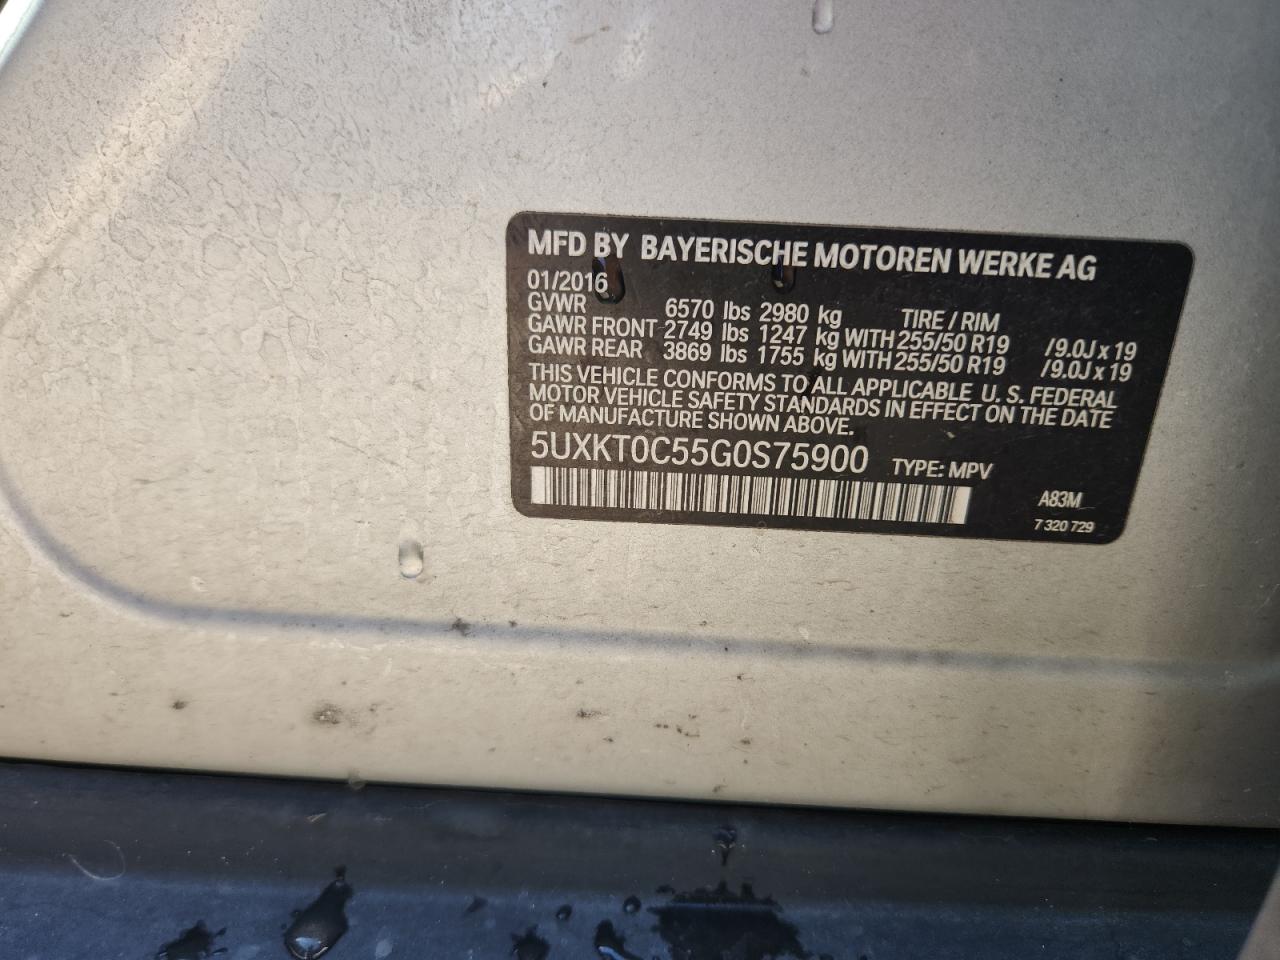 MFD BY BAYERISCHE MOTOREN WERKE AG
01/2016
GVWR 6570 lbs 2980 kg TIRE / RIM
GAWR FRONT 2749 lbs 1247 kg WITH 255/50 R19 /9.0J x 19
GAWR REAR 3869 lbs 1755 kg WITH 255/50 R19 /9.0J x 19
THIS VEHICLE CONFORMS TO ALL APPLICABLE U. S. FEDERAL
MOTOR VEHICLE SAFETY STANDARDS IN EFFECT ON THE DATE
OF MANUFACTURE SHOWN ABOVE.
5UXKT0C55G0S75900 TYPE: MPV
A83M
7 320 729